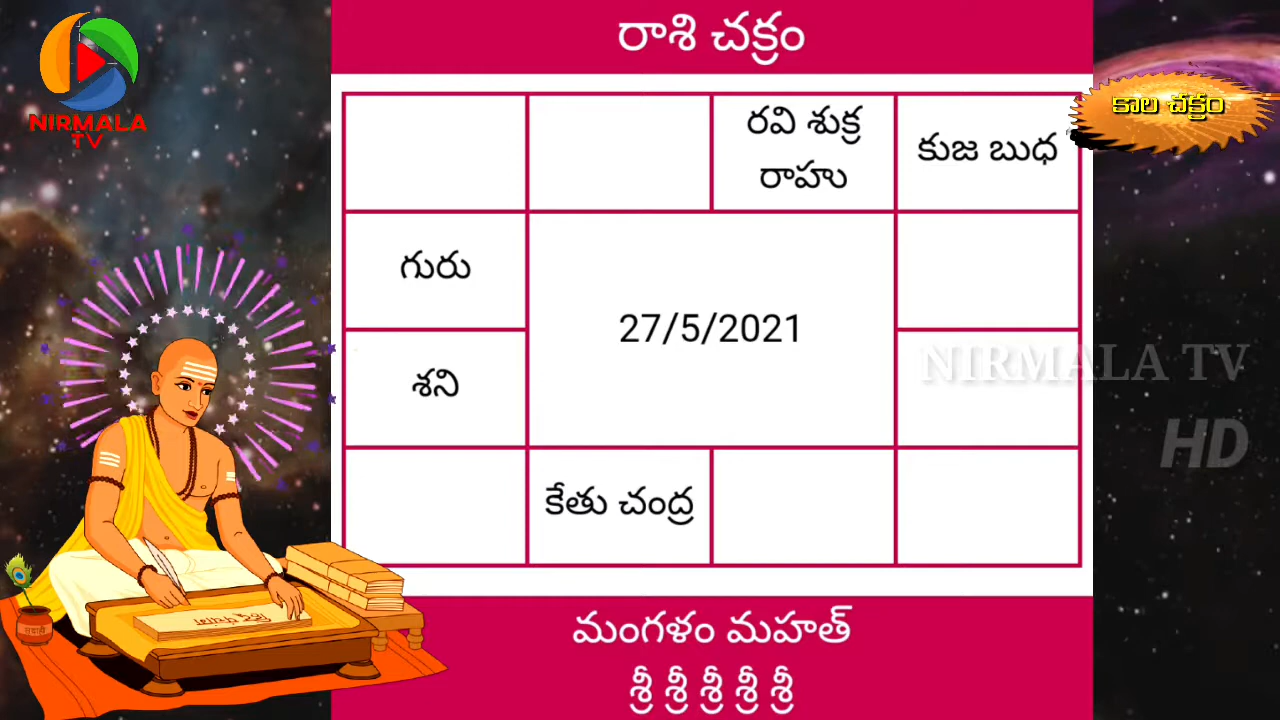 రాశి చక్రం
NIRMALA
TV
కాల చక్రం
రవి శుక్ర
రాహు
కుజ బుధ
గురు
27/5/2021
శని
NIRMALA TV
HD
కేతు చంద్ర
మంగళం మహత్
శ్రీ శ్రీ శ్రీ శ్రీ శ్రీ